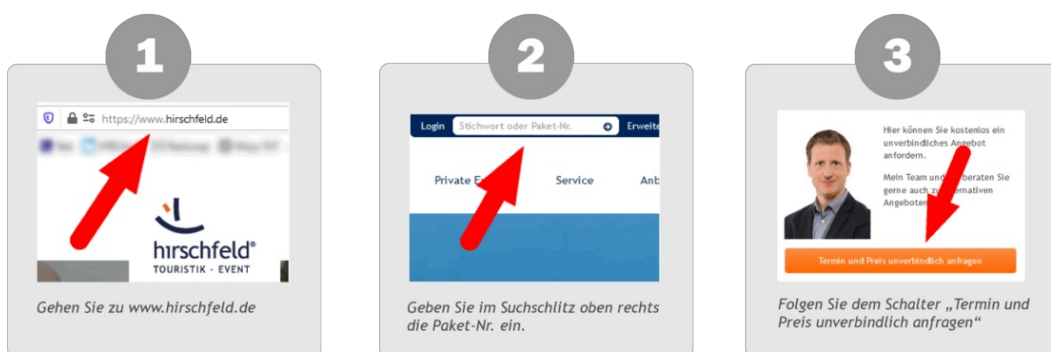 1
https://www.hirschfeld.de
hirschfeld®
TOURISTIK - EVENT
Gehen Sie zu www.hirschfeld.de
2
Login Stichwort oder Paket-Nr. Erweite
Private E
Service
Anb
Geben Sie im Suchschlitz oben rechts
die Paket-Nr. ein.
3
Hier können Sie kostenlos ein
unverbindliches Angebot
anfordern.
Mein Team und beraten Sie
gerne auch zu
Angeboten
Termin und Preis unverbindlich anfragen
Folgen Sie dem Schalter „Termin und
Preis unverbindlich anfragen“